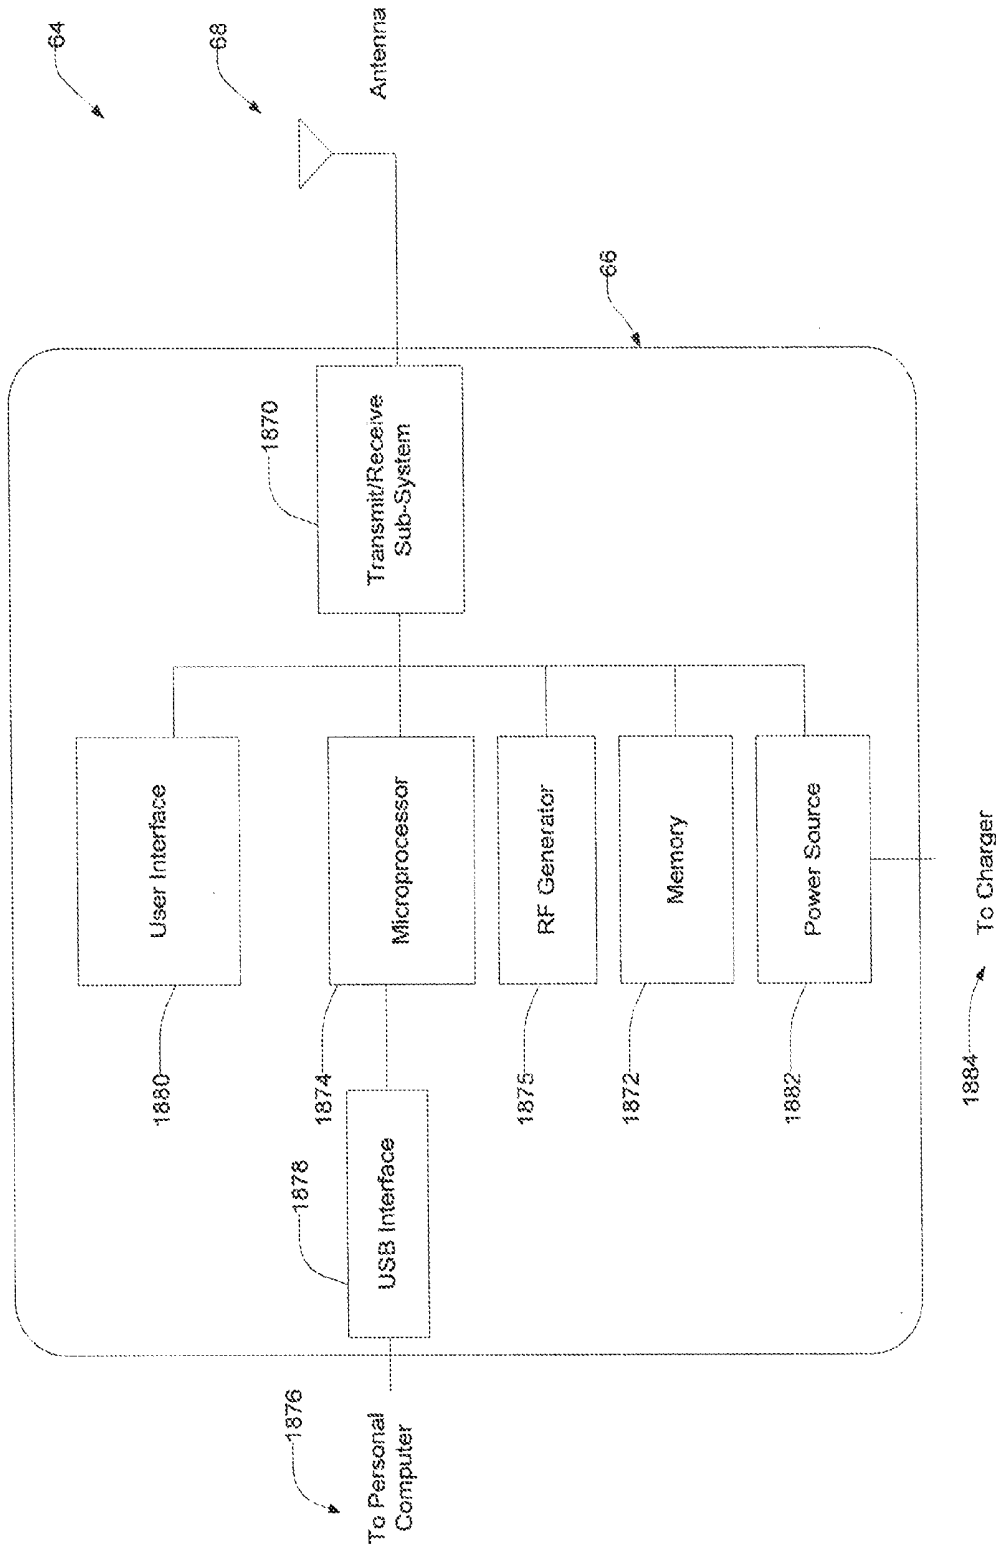 64
68
Antenna
66
1870
Transmit/Receive
Sub-System
User Interface
1880
Microprocessor
1874
RF Generator
1875
Memory
1872
Power Source
1882
To Charger
1884
USB Interface
1878
1876
To Personal
Computer